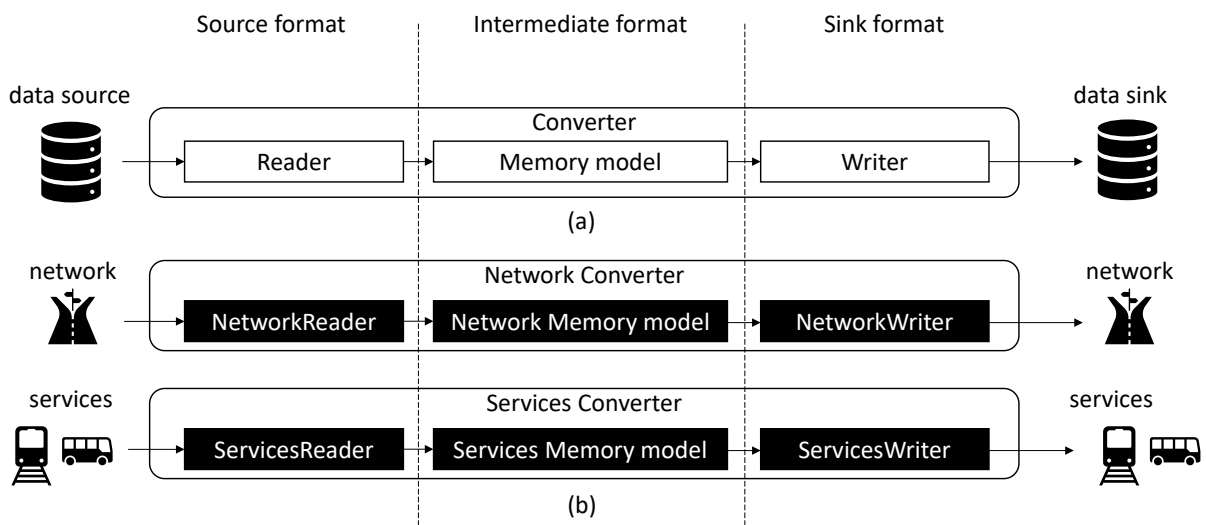 Source format Intermediate format Sink format
data source data sink
Converter
Reader Memory model Writer
(a)
network Network Converter network
NetworkReader Network Memory model NetworkWriter
services Services Converter services
ServicesReader Services Memory model ServicesWriter
(b)